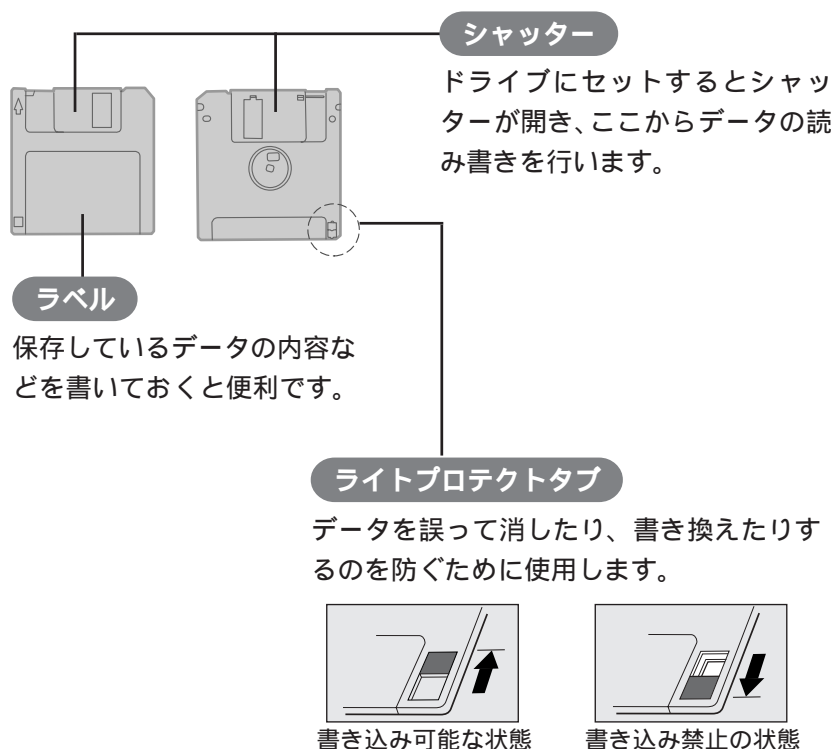 シャッター
ドライブにセットするとシャッ
ターが開き、ここからデータの読
み書きを行います。
ラベル
保存しているデータの内容な
どを書いておくと便利です。
ライトプロテクトタブ
データを誤って消したり、書き換えたりす
るのを防ぐために使用します。
書き込み可能な状態
書き込み禁止の状態